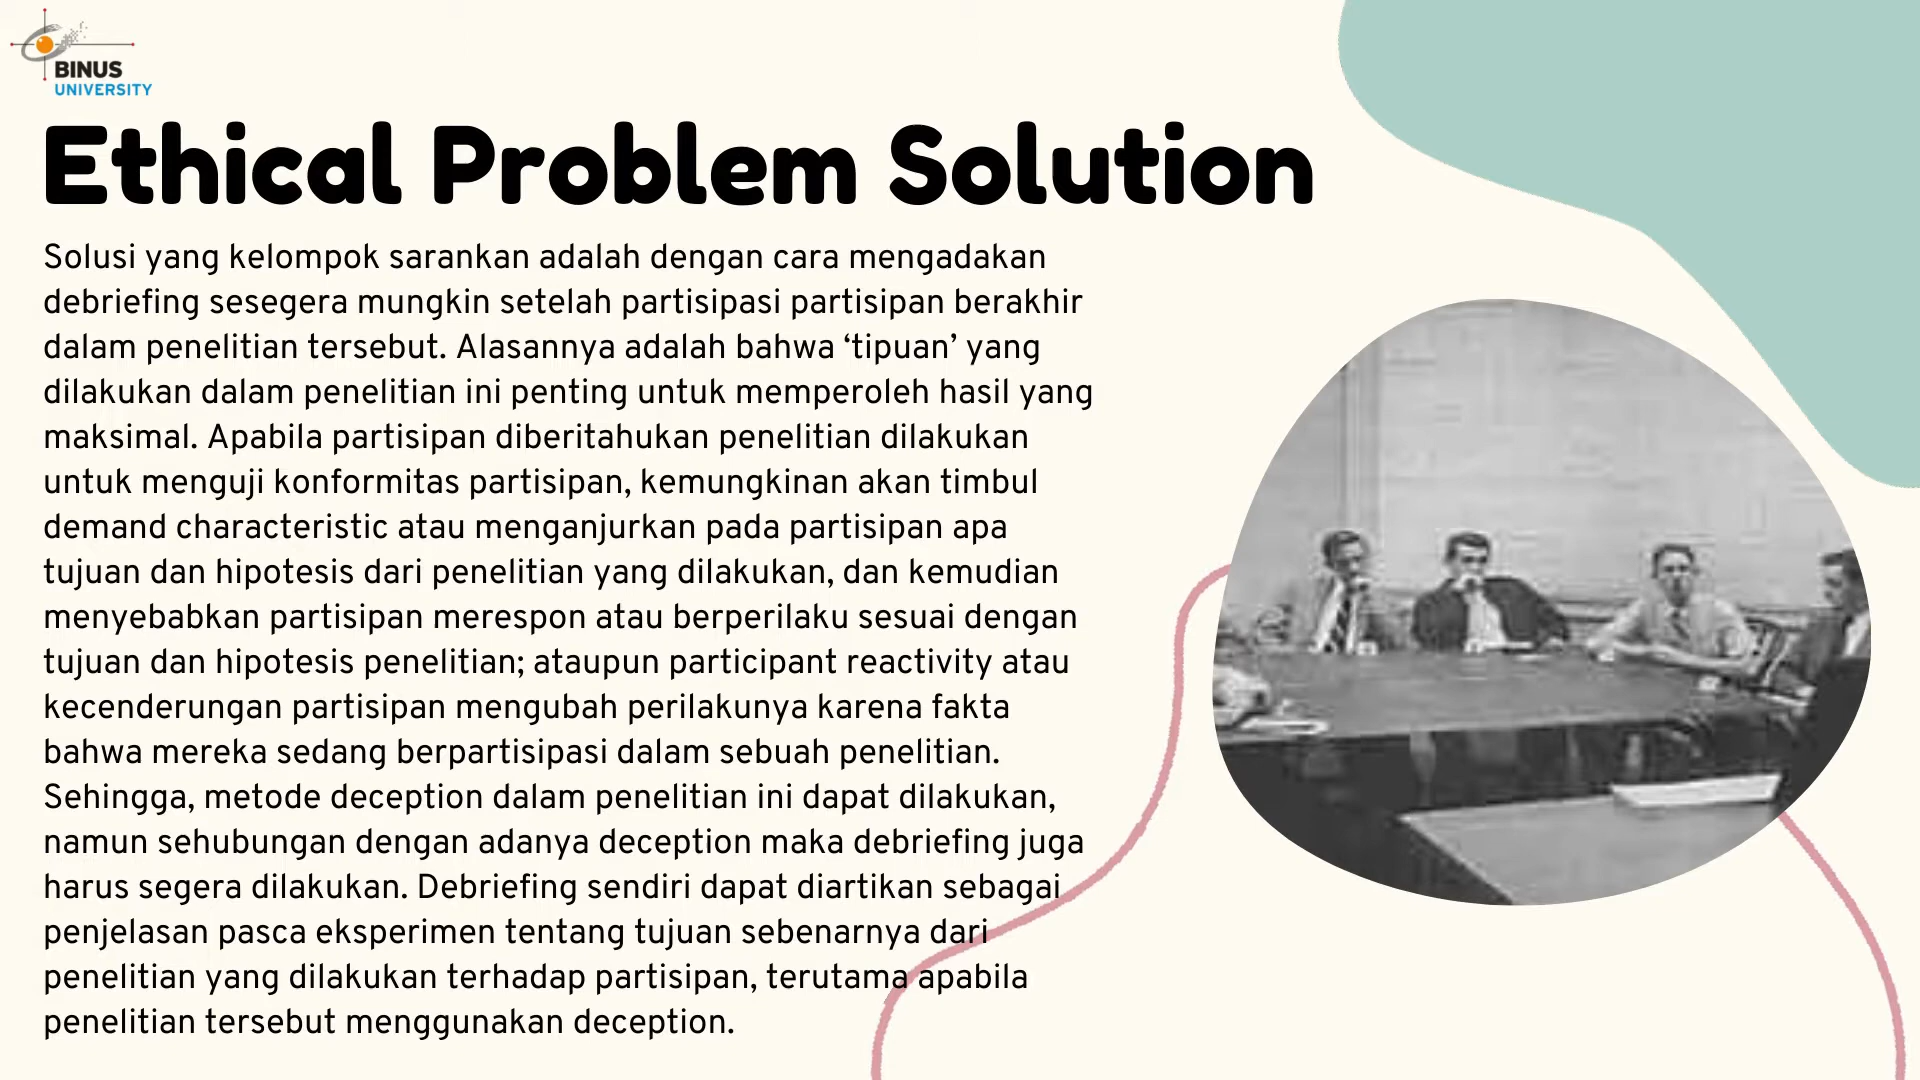 BINUS
UNIVERSITY
Ethical Problem Solution
Solusi yang kelompok sarankan adalah dengan cara mengadakan
debriefing sesegera mungkin setelah partisipasi partisipan berakhir
dalam penelitian tersebut. Alasannya adalah bahwa ‘tipuan’ yang
dilakukan dalam penelitian ini penting untuk memperoleh hasil yang
maksimal. Apabila partisipan diberitahukan penelitian dilakukan
untuk menguji konformitas partisipan, kemungkinan akan timbul
demand characteristic atau menganjurkan pada partisipan apa
tujuan dan hipotesis dari penelitian yang dilakukan, dan kemudian
menyebabkan partisipan merespon atau berperilaku sesuai dengan
tujuan dan hipotesis penelitian; ataupun participant reactivity atau
kecenderungan partisipan mengubah perilakunya karena fakta
bahwa mereka sedang berpartisipasi dalam sebuah penelitian.
Sehingga, metode deception dalam penelitian ini dapat dilakukan,
namun sehubungan dengan adanya deception maka debriefing juga
harus segera dilakukan. Debriefing sendiri dapat diartikan sebagai
penjelasan pasca eksperimen tentang tujuan sebenarnya dari
penelitian yang dilakukan terhadap partisipan, terutama apabila
penelitian tersebut menggunakan deception.